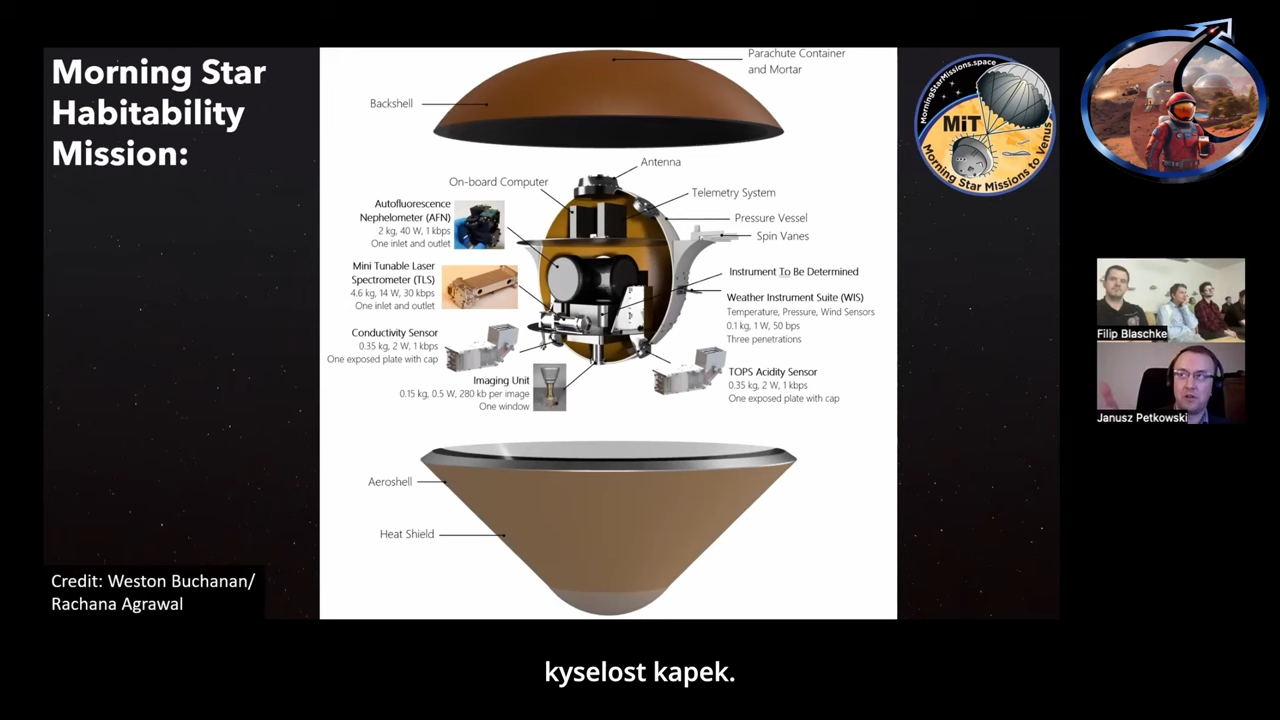 Morning Star
Habitability
Mission:
Parachute Container
and Mortar
Backshell
Antenna
On-board Computer
Telemetry System
Autofluorescence
Nephelometer (AFN)
2 kg, 40 W, 1 kbps
One inlet and outlet
Pressure Vessel
Spin Vanes
Mini Tunable Laser
Spectrometer (TLS)
4.6 kg, 14 W, 30 kbps
One inlet and outlet
Instrument To Be Determined
Weather Instrument Suite (WIS)
Temperature, Pressure, Wind Sensors
0.1 kg, 1 W, 50 bps
Three penetrations
Conductivity Sensor
0.35 kg, 2 W, 1 kbps
One exposed plate with cap
Imaging Unit
0.15 kg, 0.5 W, 280 kb per image
One window
TOPS Acidity Sensor
0.35 kg, 2 W, 1 kbps
One exposed plate with cap
Aeroshell
Heat Shield
Credit: Weston Buchanan/
Rachana Agrawal
MorningStarMissions.space
MiT
Morning Star Missions to Venus
Filip Blaschke
Janusz Petkowski
kyselost kapek.